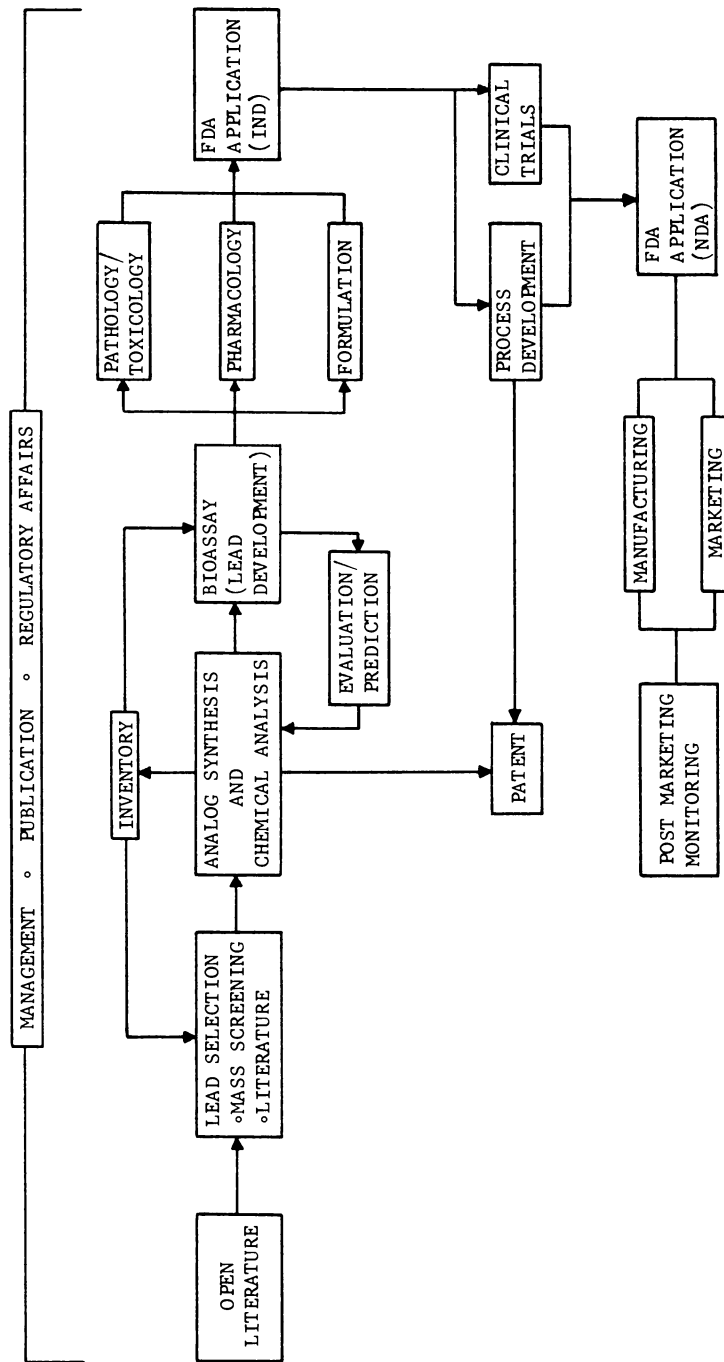 MANAGEMENT ∘ PUBLICATION ∘ REGULATORY AFFAIRS
INVENTORY
OPEN
LITERATURE
LEAD SELECTION
∘MASS SCREENING
∘LITERATURE
ANALOG SYNTHESIS
AND
CHEMICAL ANALYSIS
BIOASSAY
(LEAD
DEVELOPMENT)
EVALUATION/
PREDICTION
PATHOLOGY/
TOXICOLOGY
PHARMACOLOGY
FORMULATION
FDA
APPLICATION
(IND)
PATENT
PROCESS
DEVELOPMENT
CLINICAL
TRIALS
FDA
APPLICATION
(NDA)
MANUFACTURING
MARKETING
POST MARKETING
MONITORING